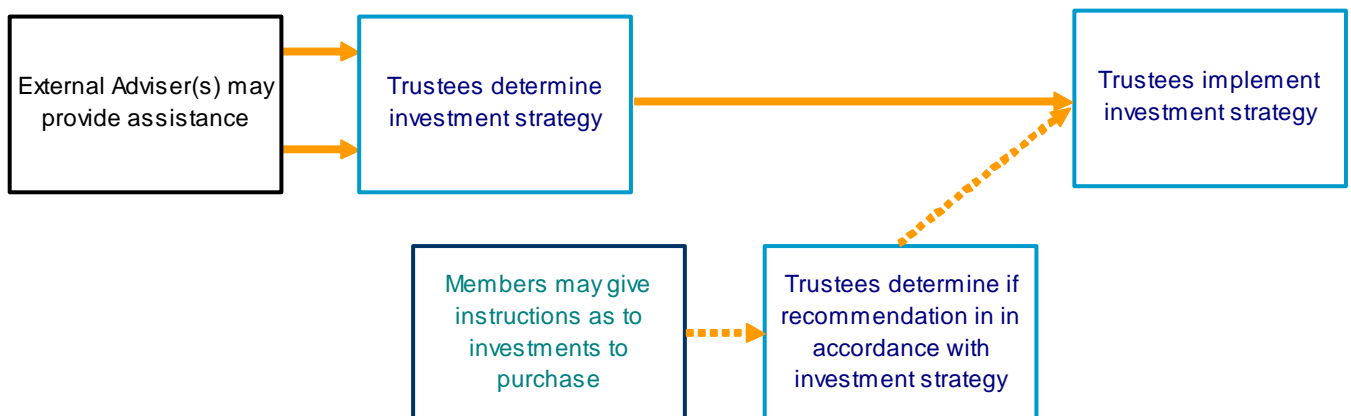 External Adviser(s) may
provide assistance
Trustees determine
investment strategy
Trustees implement
investment strategy
Members may give
instructions as to
investments to
purchase
Trustees determine if
recommendation in in
accordance with
investment strategy